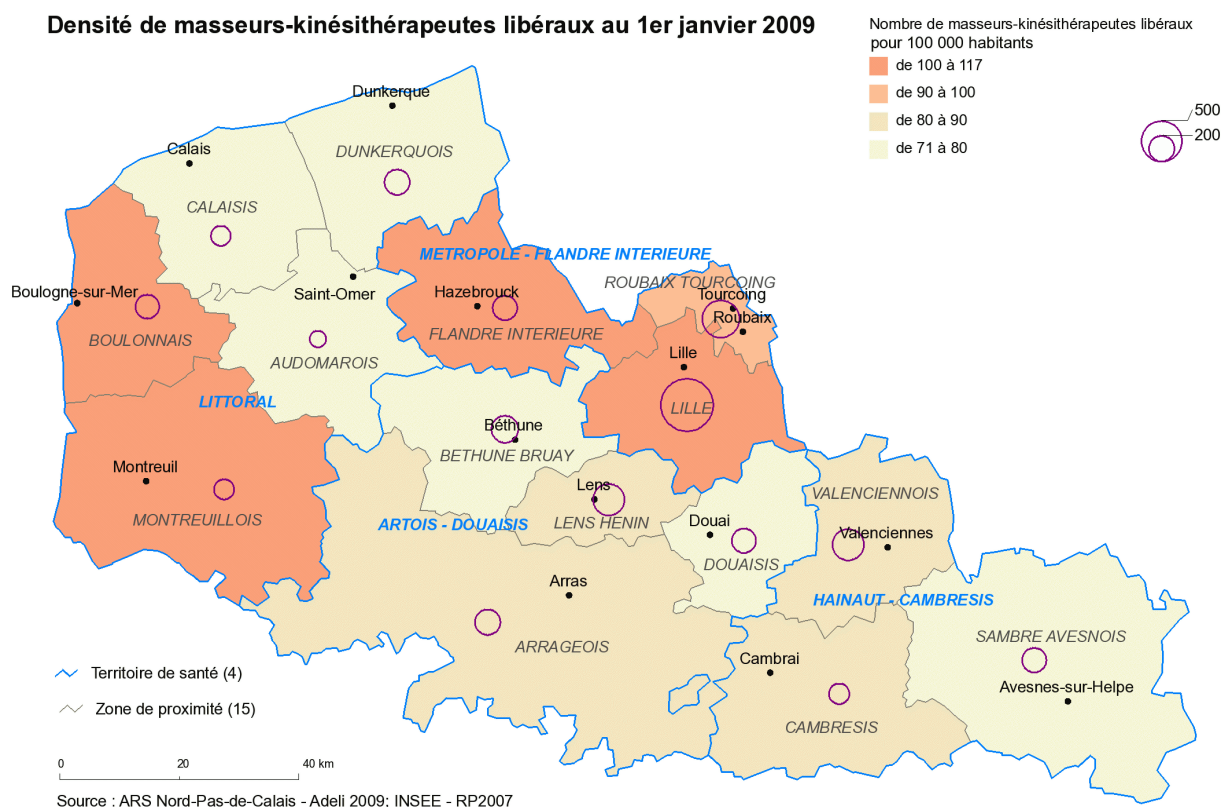 Densité de masseurs-kinésithérapeutes libéraux au 1er janvier 2009
Nombre de masseurs-kinésithérapeutes libéraux
pour 100 000 habitants
de 100 à 117
de 90 à 100
de 80 à 90
de 71 à 80
500
200
Dunkerque
DUNKERQUOIS
Calais
CALAISIS
METROPOLE - FLANDRE INTERIEURE
ROUBAIX TOURCOING
Tourcoing
Roubaix
Boulogne-sur-Mer
BOULONNAIS
Saint-Omer
AUDOMAROIS
Hazebrouck
FLANDRE INTERIEURE
Lille
LILLE
LITTORAL
Béthune
BETHUNE BRUAY
Montreuil
MONTREUILLOIS
Lens
LENS HENIN
ARTOIS - DOUAISIS
Douai
DOUAISIS
VALENCIENNOIS
Valenciennes
HAINAUT - CAMBRESIS
Arras
ARRAGEOIS
Cambrai
CAMBRESIS
SAMBRE AVESNOIS
Avesnes-sur-Helpe
Territoire de santé (4)
Zone de proximité (15)
0 20 40 km
Source : ARS Nord-Pas-de-Calais - Adeli 2009; INSEE - RP2007